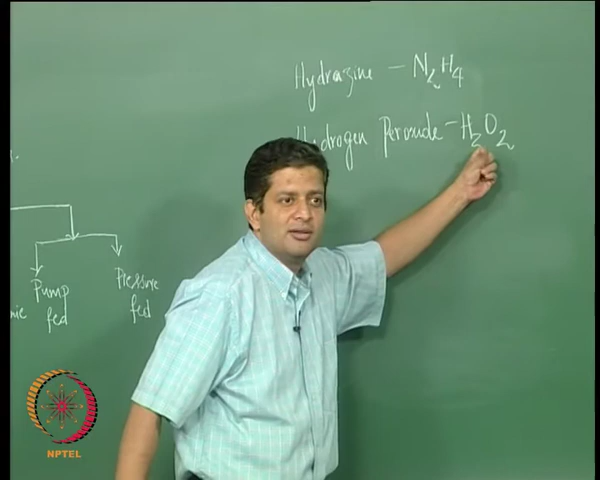 Hydrazine – N2H4
Hydrogen Peroxide – H2O2
Pump
fed
Pressure
fed
NPTEL